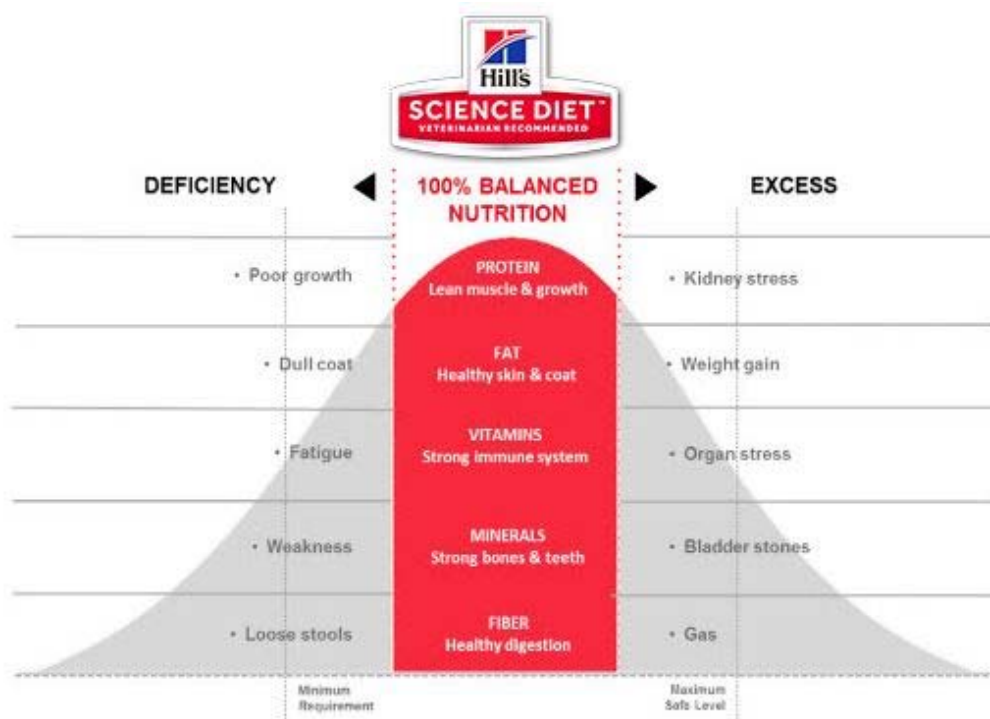 Hill's
SCIENCE DIET™
VETERINARIAN RECOMMENDED
DEFICIENCY
100% BALANCED
NUTRITION
EXCESS
• Poor growth
PROTEIN
Lean muscle & growth
• Kidney stress
• Dull coat
FAT
Healthy skin & coat
• Weight gain
• Fatigue
VITAMINS
Strong immune system
• Organ stress
• Weakness
MINERALS
Strong bones & teeth
• Bladder stones
• Loose stools
FIBER
Healthy digestion
• Gas
Minimum
Requirement
Maximum
Safe Level